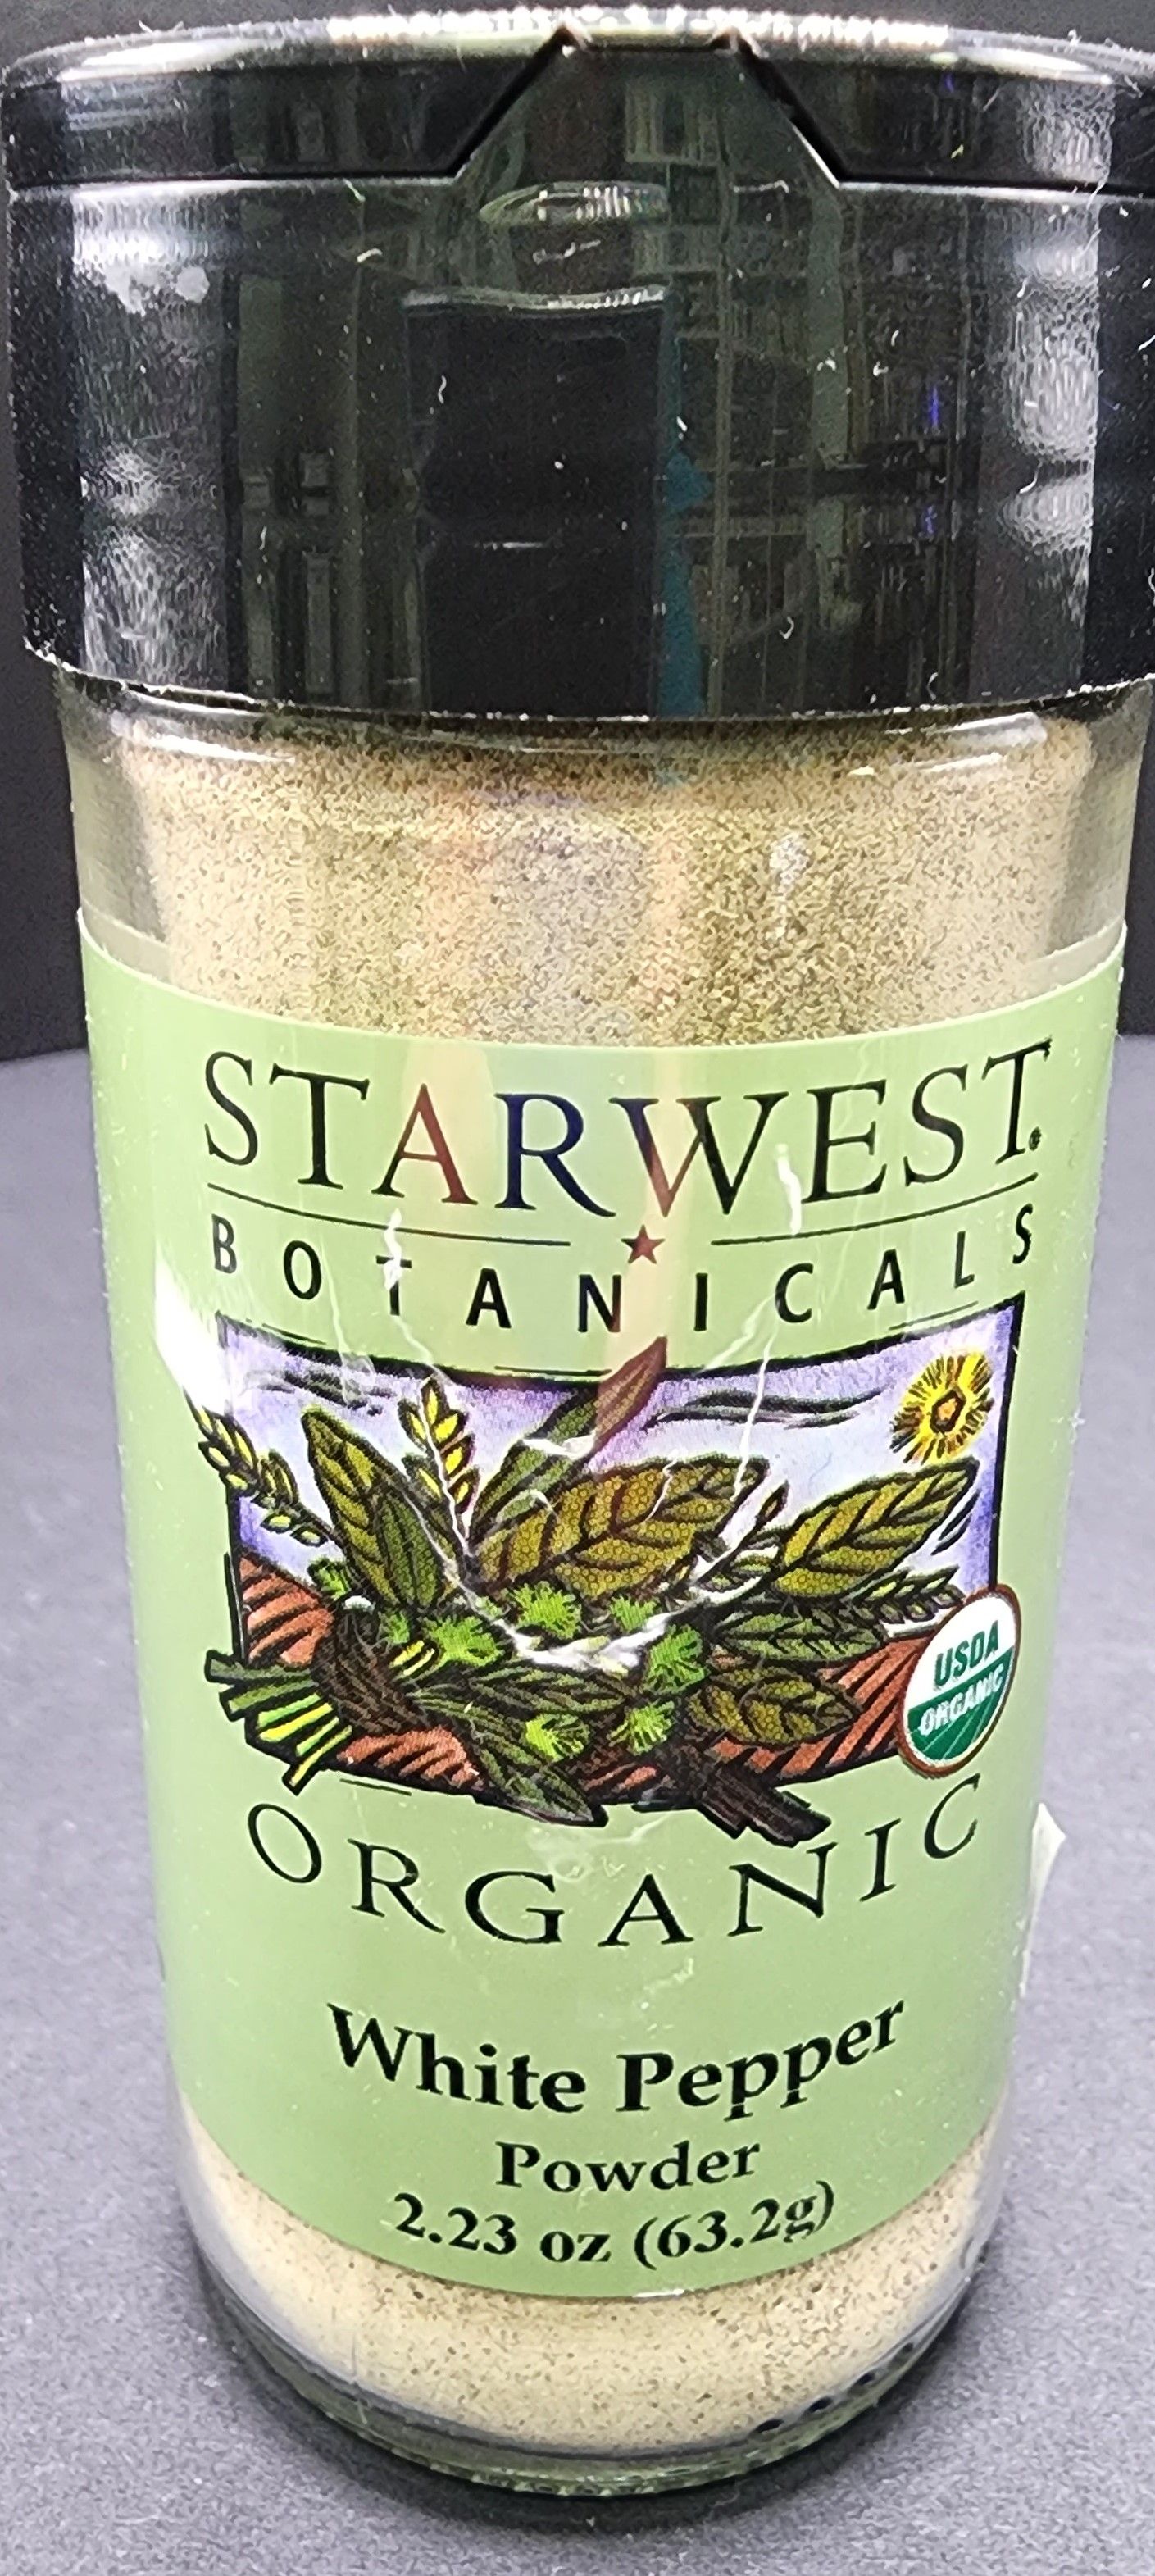 STARWEST®
BOTANICALS
USDA
ORGANIC
ORGANIC
White Pepper
Powder
2.23 oz (63.2g)